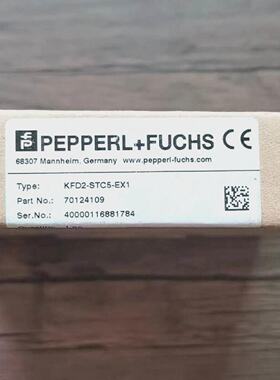 PEPPERL+FUCHS CE
68307 Mannheim. Germany www.pepperl-fuchs.com
Type: KFD2-STC5-EX1
Part No.: 70124109
Ser.No.: 40000116881784